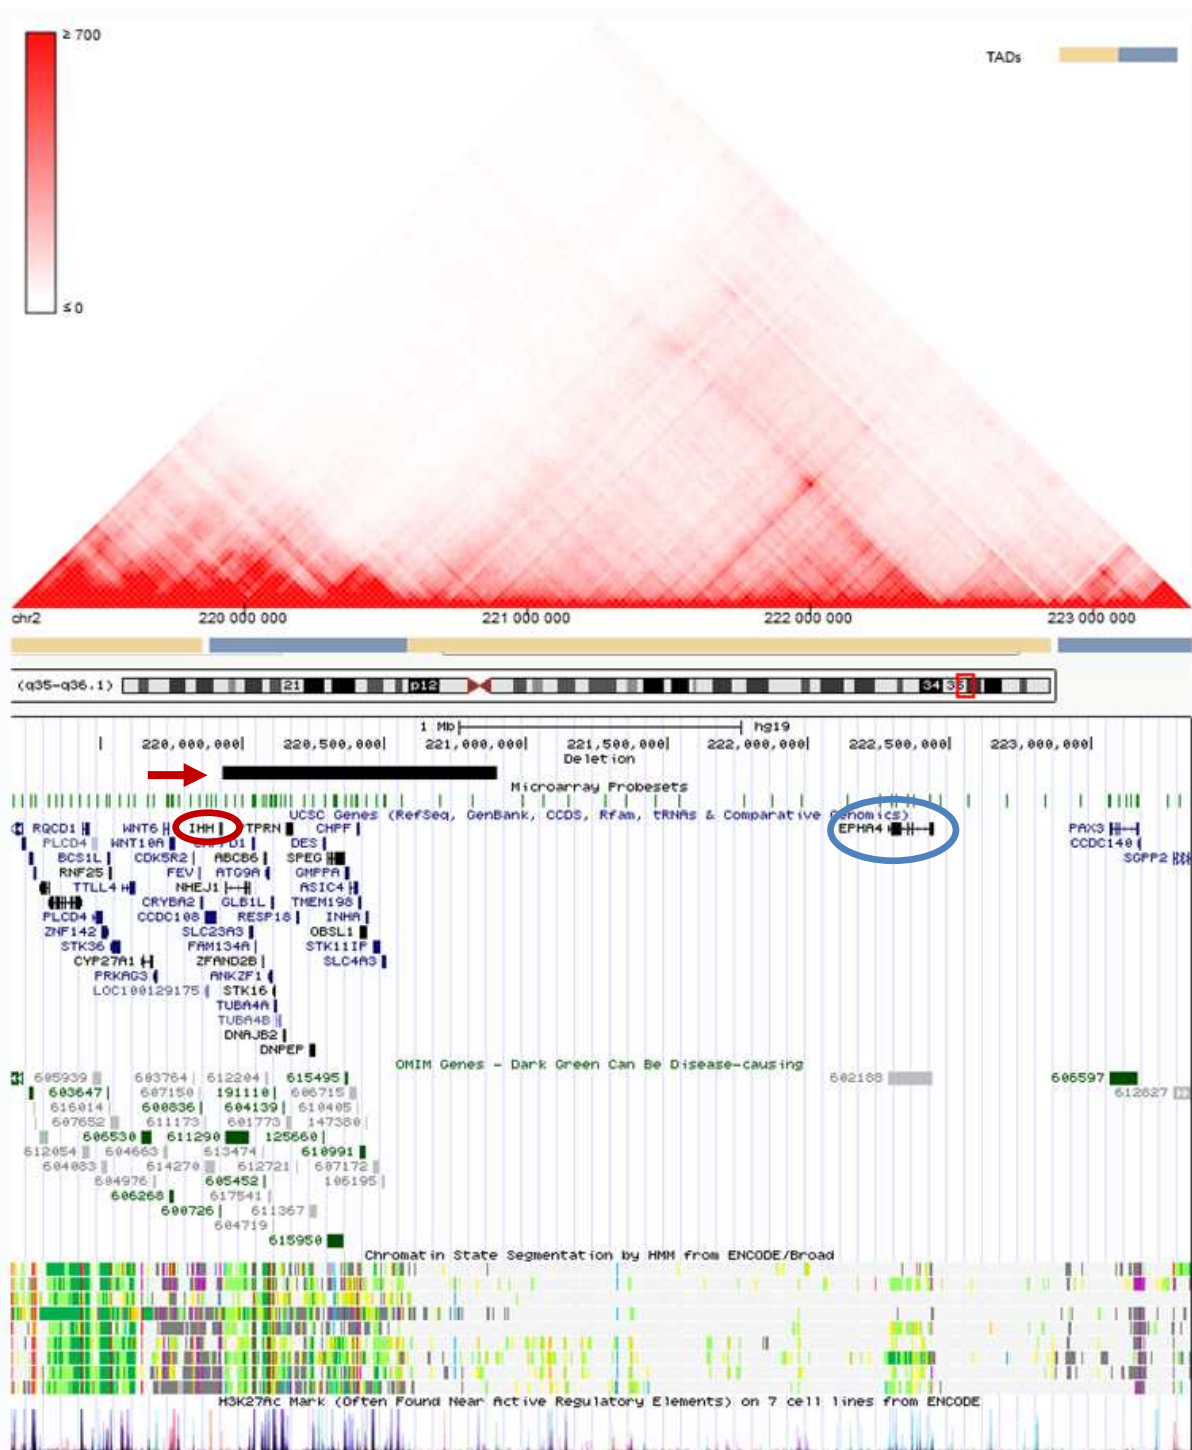 ≥ 700
TADs
≤ 0
chr2 220 000 000 221 000 000 222 000 000 223 000 000
(q35-q36.1) 21 p12 34 35
1 Mb hg19
220,000,000| 220,500,000| 221,000,000| 221,500,000| 222,000,000| 222,500,000| 223,000,000|
Deletion
Microarray Probesets
UCSC Genes (RefSeq, GenBank, CCDS, Rfam, tRNAs & Comparative Genomics)
RQCD1 WNT6 IHH TPRN CHPF EPHA4 PAX3
PLCD4 WNT10A DES CCDC140
BCS1L CDK5R2 ABCB6 SPEG SGPP2
RNF25 FEV ATG9A GMPPA
TTLL4 NHEJ1 ASIC4
CRYBA2 GLB1L TMEM198
PLCD4 CCDC108 RESP18 INHA
ZNF142 SLC23A3 OBSL1
STK36 FAM134A STK11IP
CYP27A1 ZFAND2B SLC4A3
PRKAG3 ANKZF1
LOC100129175 STK16
TUBA4A
TUBA4B
DNAJB2
DNPEP
OMIM Genes - Dark Green Can Be Disease-causing
605939 603764 612204 615495 602188 606597
603647 607150 191110 606715 612627
616014 600836 604139 610405
607652 611173 601773 147380
606530 611290 125660
612054 604663 613474 610991
604083 614270 612721 607172
604976 605452 106195
606268 617541
600726 611367
604719
615950
Chromatin State Segmentation by HMM from ENCODE/Broad
H3K27Ac Mark (Often Found Near Active Regulatory Elements) on 7 cell lines from ENCODE